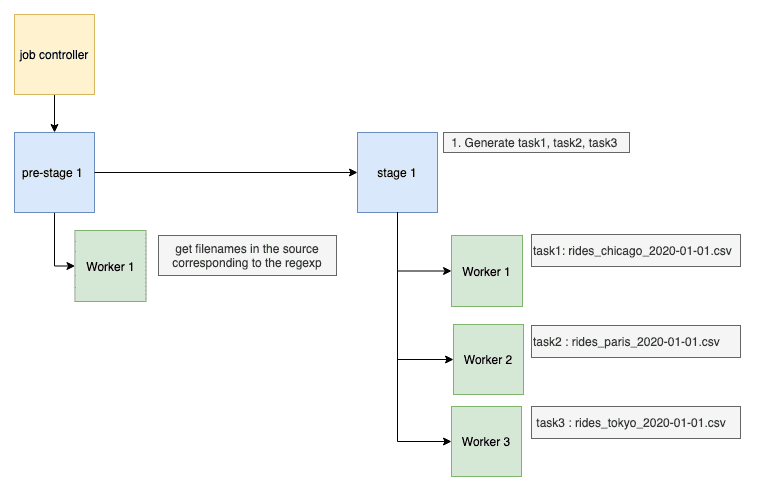 job controller
pre-stage 1
stage 1
1. Generate task1, task2, task3
Worker 1
get filenames in the source
corresponding to the regexp
Worker 1
task1: rides_chicago_2020-01-01.csv
Worker 2
task2 : rides_paris_2020-01-01.csv
Worker 3
task3 : rides_tokyo_2020-01-01.csv